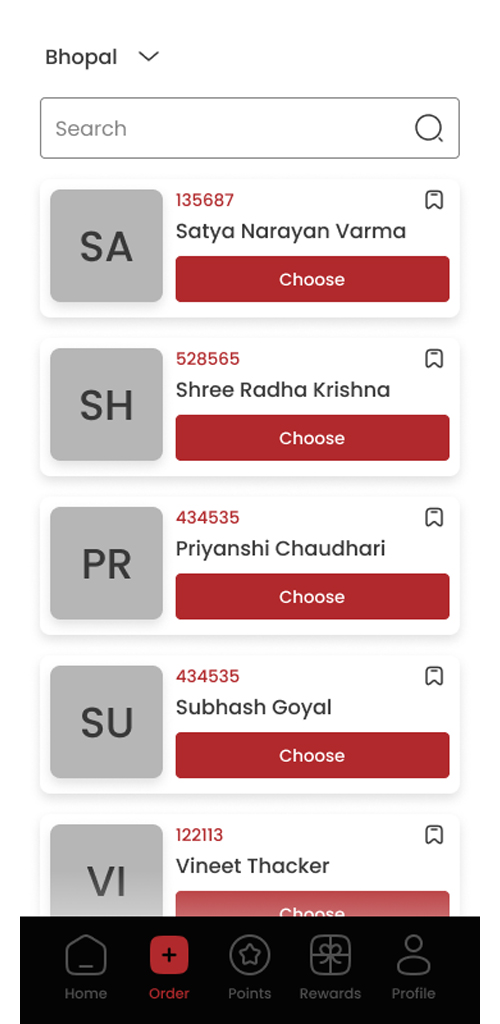 Bhopal
Search
135687
SA
Satya Narayan Varma
Choose
528565
SH
Shree Radha Krishna
Choose
434535
PR
Priyanshi Chaudhari
Choose
434535
SU
Subhash Goyal
Choose
122113
VI
Vineet Thacker
Choose
Home Order Points Rewards Profile